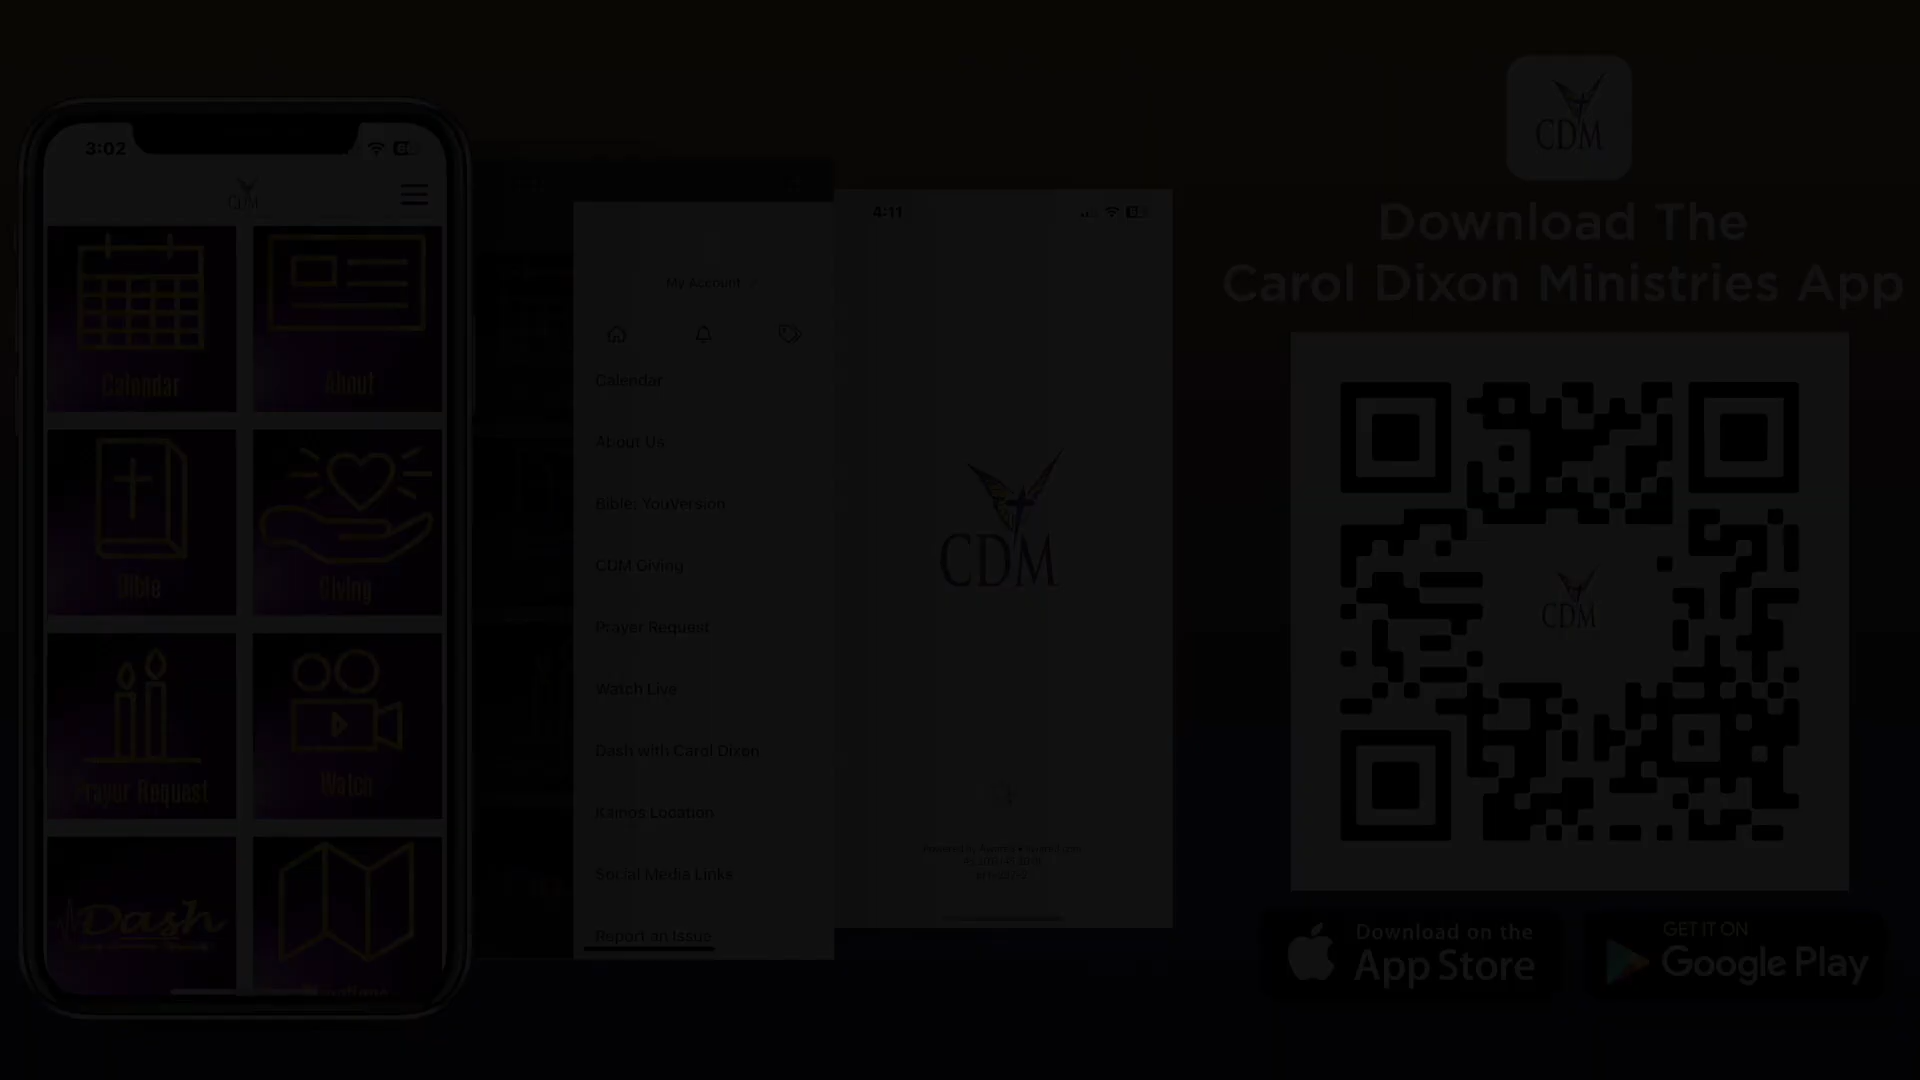 3:02
CDM
Calendar
About
Bible
Giving
Prayer Request
Watch
Dash
My Account
Calendar
About Us
Bible: YouVersion
CDM Giving
Prayer Request
Watch Live
Dash with Carol Dixon
Kainos Location
Social Media Links
Report an Issue
4:11
CDM
CDM
Download The
Carol Dixon Ministries App
CDM
Download on the
App Store
GET IT ON
Google Play